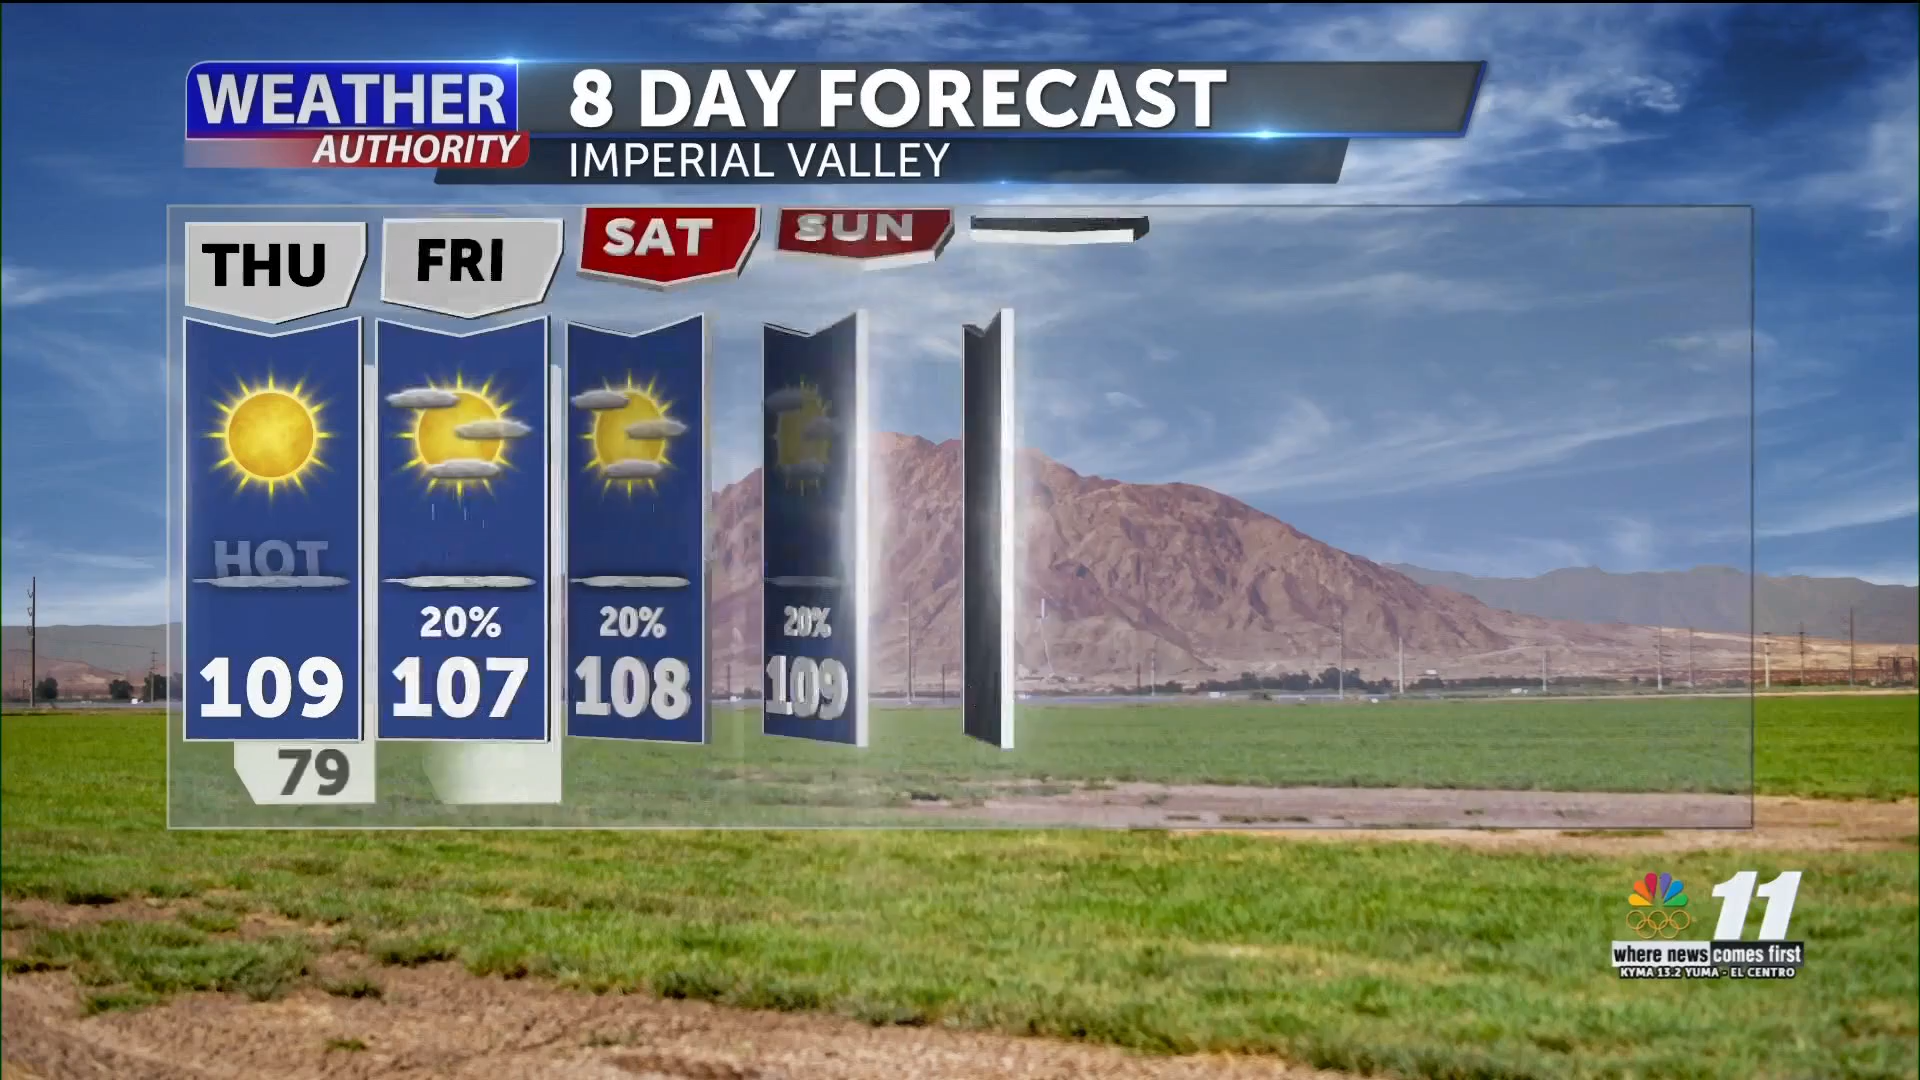 WEATHER
AUTHORITY
8 DAY FORECAST
IMPERIAL VALLEY
THU
FRI
SAT
SUN
HOT
20%
20%
20%
109
107
108
109
79
11
where news comes first
KYMA 13.2 YUMA - EL CENTRO